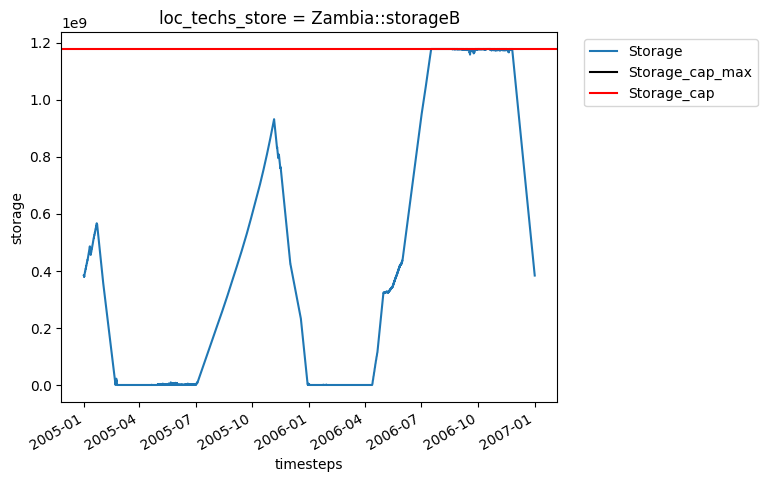 loc_techs_store = Zambia::storageB
1e9
1.2
1.0
0.8
0.6
0.4
0.2
0.0
storage
2005-01
2005-04
2005-07
2005-10
2006-01
2006-04
2006-07
2006-10
2007-01
timesteps
Storage
Storage_cap_max
Storage_cap